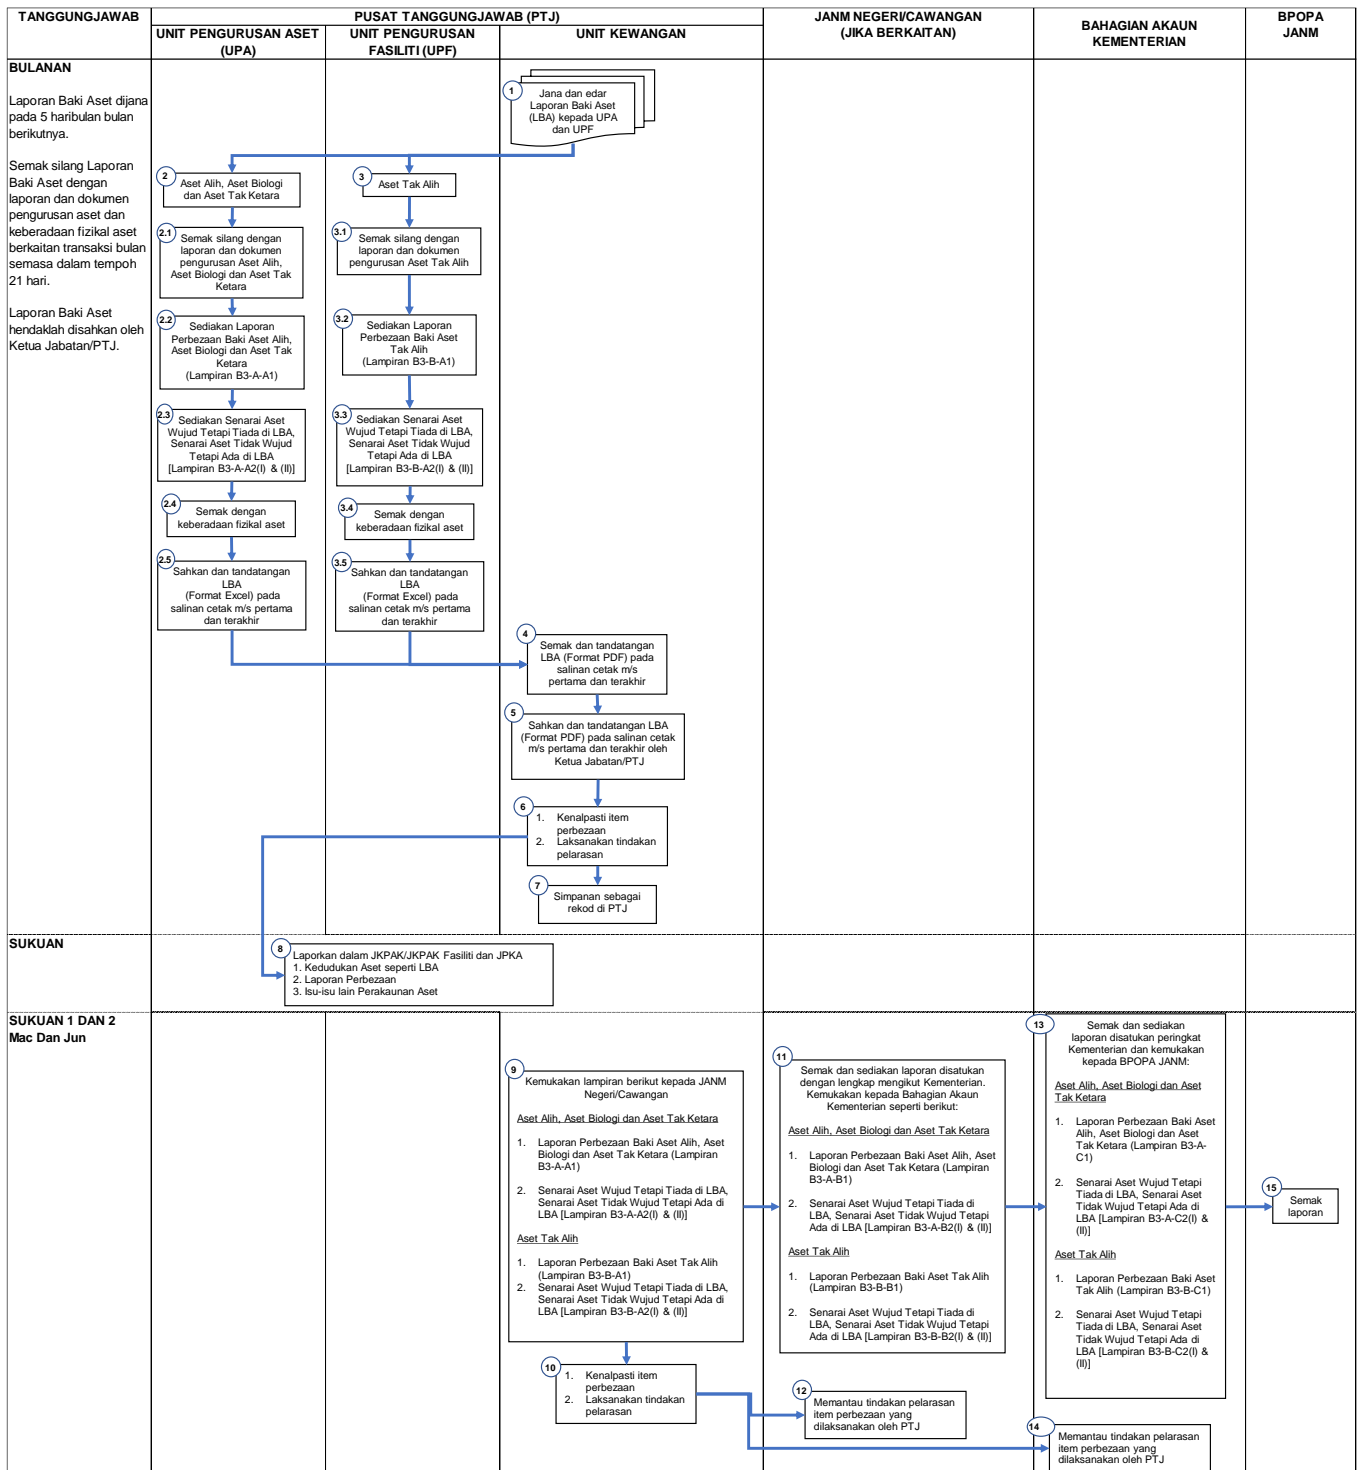 TANGGUNGJAWAB
PUSAT TANGGUNGJAWAB (PTJ)
UNIT PENGURUSAN ASET
(UPA)
UNIT PENGURUSAN
FASILITI (UPF)
UNIT KEWANGAN
JANM NEGERI/CAWANGAN
(JIKA BERKAITAN)
BAHAGIAN AKAUN
KEMENTERIAN
BPOPA
JANM
BULANAN
Laporan Baki Aset dijana
pada 5 haribulan bulan
berikutnya.
Semak silang Laporan
Baki Aset dengan
laporan dan dokumen
pengurusan aset dan
keberadaan fizikal aset
berkaitan transaksi bulan
semasa dalam tempoh
21 hari.
Laporan Baki Aset
hendaklah disahkan oleh
Ketua Jabatan/PTJ.
1
Jana dan edar
Laporan Baki Aset
(LBA) kepada UPA
dan UPF
2
Aset Alih, Aset Biologi
dan Aset Tak Ketara
2.1
Semak silang dengan
laporan dan dokumen
pengurusan Aset Alih,
Aset Biologi dan Aset Tak
Ketara
2.2
Sediakan Laporan
Perbezaan Baki Aset Alih,
Aset Biologi dan Aset Tak
Ketara
(Lampiran B3-A-A1)
2.3
Sediakan Senarai Aset
Wujud Tetapi Tiada di LBA,
Senarai Aset Tidak Wujud
Tetapi Ada di LBA
[Lampiran B3-A-A2(I) & (II)]
2.4
Semak dengan
keberadaan fizikal aset
2.5
Sahkan dan tandatangan
LBA
(Format Excel) pada
salinan cetak m/s pertama
dan terakhir
3
Aset Tak Alih
3.1
Semak silang dengan
laporan dan dokumen
pengurusan Aset Tak Alih
3.2
Sediakan Laporan
Perbezaan Baki Aset
Tak Alih
(Lampiran B3-B-A1)
3.3
Sediakan Senarai Aset
Wujud Tetapi Tiada di LBA,
Senarai Aset Tidak Wujud
Tetapi Ada di LBA
[Lampiran B3-B-A2(I) & (II)]
3.4
Semak dengan
keberadaan fizikal aset
3.5
Sahkan dan tandatangan
LBA
(Format Excel) pada
salinan cetak m/s pertama
dan terakhir
4
Semak dan tandatangan
LBA (Format PDF) pada
salinan cetak m/s
pertama dan terakhir
5
Sahkan dan tandatangan LBA
(Format PDF) pada salinan cetak
m/s pertama dan terakhir oleh
Ketua Jabatan/PTJ
6
1. Kenalpasti item
perbezaan
2. Laksanakan tindakan
pelarasan
7
Simpanan sebagai
rekod di PTJ
SUKUAN
8
Laporkan dalam JKPAK/JKPAK Fasiliti dan JPKA
1. Kedudukan Aset seperti LBA
2. Laporan Perbezaan
3. Isu-isu lain Perakaunan Aset
SUKUAN 1 DAN 2
Mac Dan Jun
9
Kemukakan lampiran berikut kepada JANM
Negeri/Cawangan
Aset Alih, Aset Biologi dan Aset Tak Ketara
1. Laporan Perbezaan Baki Aset Alih, Aset
Biologi dan Aset Tak Ketara (Lampiran
B3-A-A1)
2. Senarai Aset Wujud Tetapi Tiada di LBA,
Senarai Aset Tidak Wujud Tetapi Ada di
LBA [Lampiran B3-A-A2(I) & (II)]
Aset Tak Alih
1. Laporan Perbezaan Baki Aset Tak Alih
(Lampiran B3-B-A1)
2. Senarai Aset Wujud Tetapi Tiada di LBA,
Senarai Aset Tidak Wujud Tetapi Ada di
LBA [Lampiran B3-B-A2(I) & (II)]
10
1. Kenalpasti item
perbezaan
2. Laksanakan tindakan
pelarasan
11
Semak dan sediakan laporan disatukan
dengan lengkap mengikut Kementerian.
Kemukakan kepada Bahagian Akaun
Kementerian seperti berikut:
Aset Alih, Aset Biologi dan Aset Tak Ketara
1. Laporan Perbezaan Baki Aset Alih, Aset
Biologi dan Aset Tak Ketara (Lampiran
B3-A-B1)
2. Senarai Aset Wujud Tetapi Tiada di
LBA, Senarai Aset Tidak Wujud Tetapi
Ada di LBA [Lampiran B3-A-B2(I) & (II)]
Aset Tak Alih
1. Laporan Perbezaan Baki Aset Tak Alih
(Lampiran B3-B-B1)
2. Senarai Aset Wujud Tetapi Tiada di
LBA, Senarai Aset Tidak Wujud Tetapi
Ada di LBA [Lampiran B3-B-B2(I) & (II)]
12
Memantau tindakan pelarasan
item perbezaan yang
dilaksanakan oleh PTJ
13
Semak dan sediakan
laporan disatukan peringkat
Kementerian dan kemukakan
kepada BPOPA JANM:
Aset Alih, Aset Biologi dan Aset
Tak Ketara
1. Laporan Perbezaan Baki Aset
Alih, Aset Biologi dan Aset
Tak Ketara (Lampiran B3-A-
C1)
2. Senarai Aset Wujud Tetapi
Tiada di LBA, Senarai Aset
Tidak Wujud Tetapi Ada di
LBA [Lampiran B3-A-C2(I) &
(II)]
Aset Tak Alih
1. Laporan Perbezaan Baki Aset
Tak Alih (Lampiran B3-B-C1)
2. Senarai Aset Wujud Tetapi
Tiada di LBA, Senarai Aset
Tidak Wujud Tetapi Ada di
LBA [Lampiran B3-B-C2(I) &
(II)]
14
Memantau tindakan pelarasan
item perbezaan yang
dilaksanakan oleh PTJ
15
Semak
laporan